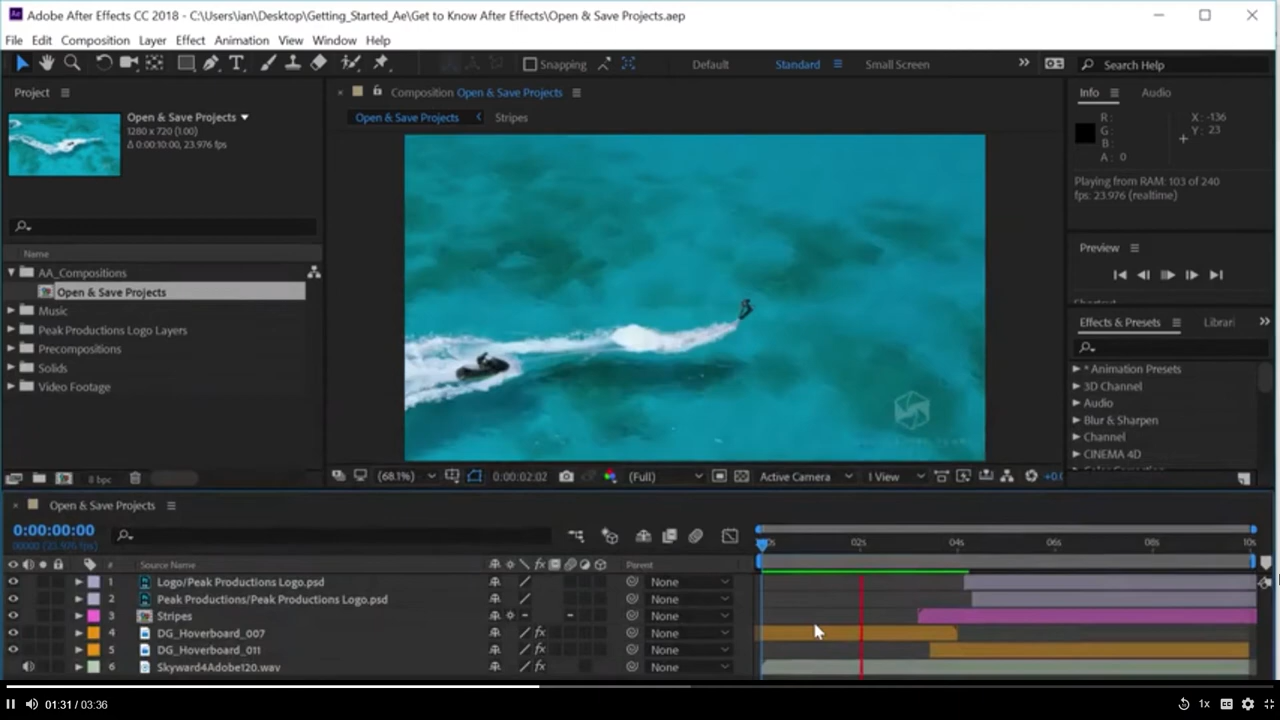 Adobe After Effects CC 2018 - C:\Users\ian\Desktop\Getting_Started_Ae\Get to Know After Effects\Open & Save Projects.aep
File Edit Composition Layer Effect Animation View Window Help
Snapping Default Standard Small Screen Search Help
Project
Open & Save Projects
1280 x 720 (1.00)
Δ 0:00:10:00, 23.976 fps
Name
AA_Compositions
Open & Save Projects
Music
Peak Productions Logo Layers
Precompositions
Solids
Video Footage
8 bpc
Composition Open & Save Projects
Open & Save Projects Stripes
(68.1%) 0:00:02:02 (Full) Active Camera 1 View +0.0
Info Audio
R: X: -136
G: Y: 23
B:
A: 0
Playing from RAM: 103 of 240
fps: 23.976 (realtime)
Preview
Effects & Presets Librari
* Animation Presets
3D Channel
Audio
Blur & Sharpen
Channel
CINEMA 4D
Open & Save Projects
0:00:00:00
00000 (23.976 fps)
02s 04s 06s 08s 10s
# Source Name Parent
1 Logo/Peak Productions Logo.psd None
2 Peak Productions/Peak Productions Logo.psd None
3 Stripes None
4 DG_Hoverboard_007 fx None
5 DG_Hoverboard_011 fx None
6 Skyward4Adobe120.wav fx None
01:31 / 03:36 1x